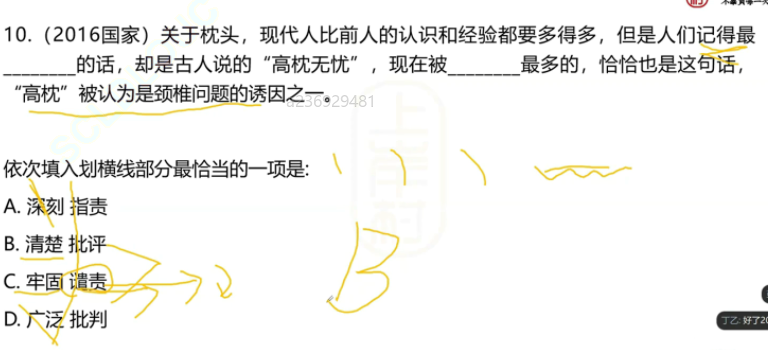 10.（2016国家）关于枕头，现代人比前人的认识和经验都要多得多，但是人们记得最
________的话，却是古人说的“高枕无忧”，现在被________最多的，恰恰也是这句话，
“高枕”被认为是颈椎问题的诱因之一。
a236929481
依次填入划横线部分最恰当的一项是:
A. 深刻 指责
B. 清楚 批评
C. 牢固 谴责
D. 广泛 批判
B
2
丁乙: 好了20